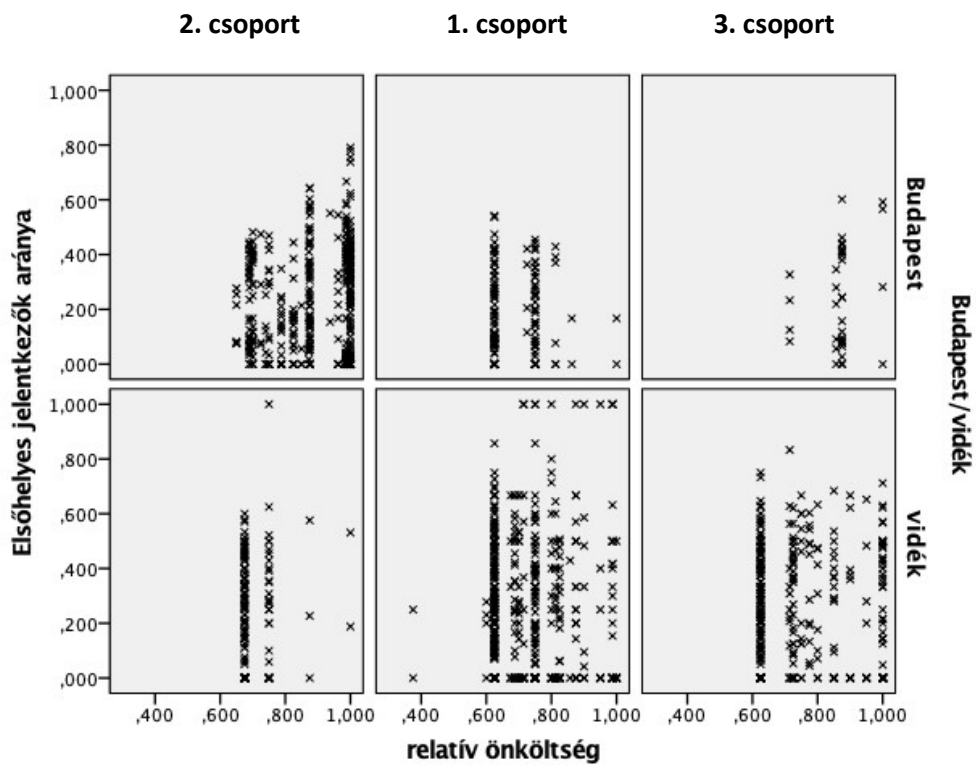 2. csoport 1. csoport 3. csoport
1,000
,800
,600
,400
,200
,000
Budapest
1,000
,800
,600
,400
,200
,000
vidék
Elsőhelyes jelentkezők aránya
Budapest/vidék
,400 ,600 ,800 1,000 ,400 ,600 ,800 1,000 ,400 ,600 ,800 1,000
relatív önköltség